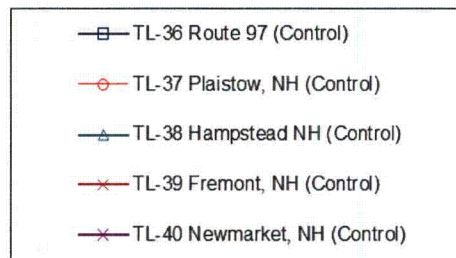 TL-36 Route 97 (Control)
TL-37 Plaistow, NH (Control)
TL-38 Hampstead NH (Control)
TL-39 Fremont, NH (Control)
TL-40 Newmarket, NH (Control)